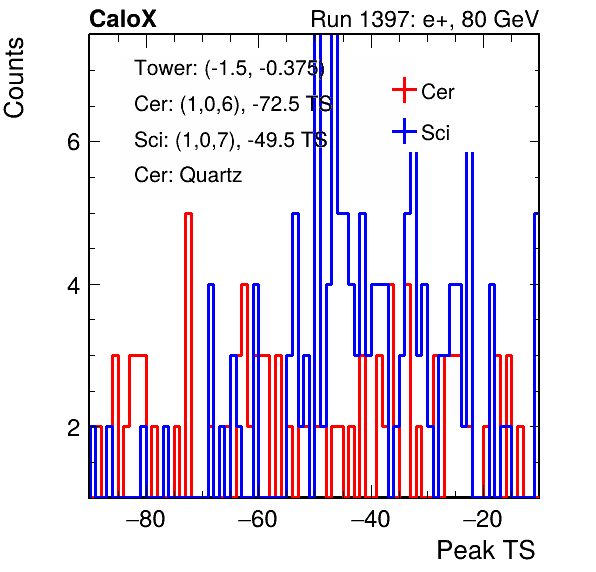 CaloX Run 1397: e+, 80 GeV
Counts
Tower: (-1.5, -0.375)
Cer: (1,0,6), -72.5 TS
Sci: (1,0,7), -49.5 TS
Cer: Quartz
Cer
Sci
6
4
2
−80 −60 −40 −20
Peak TS